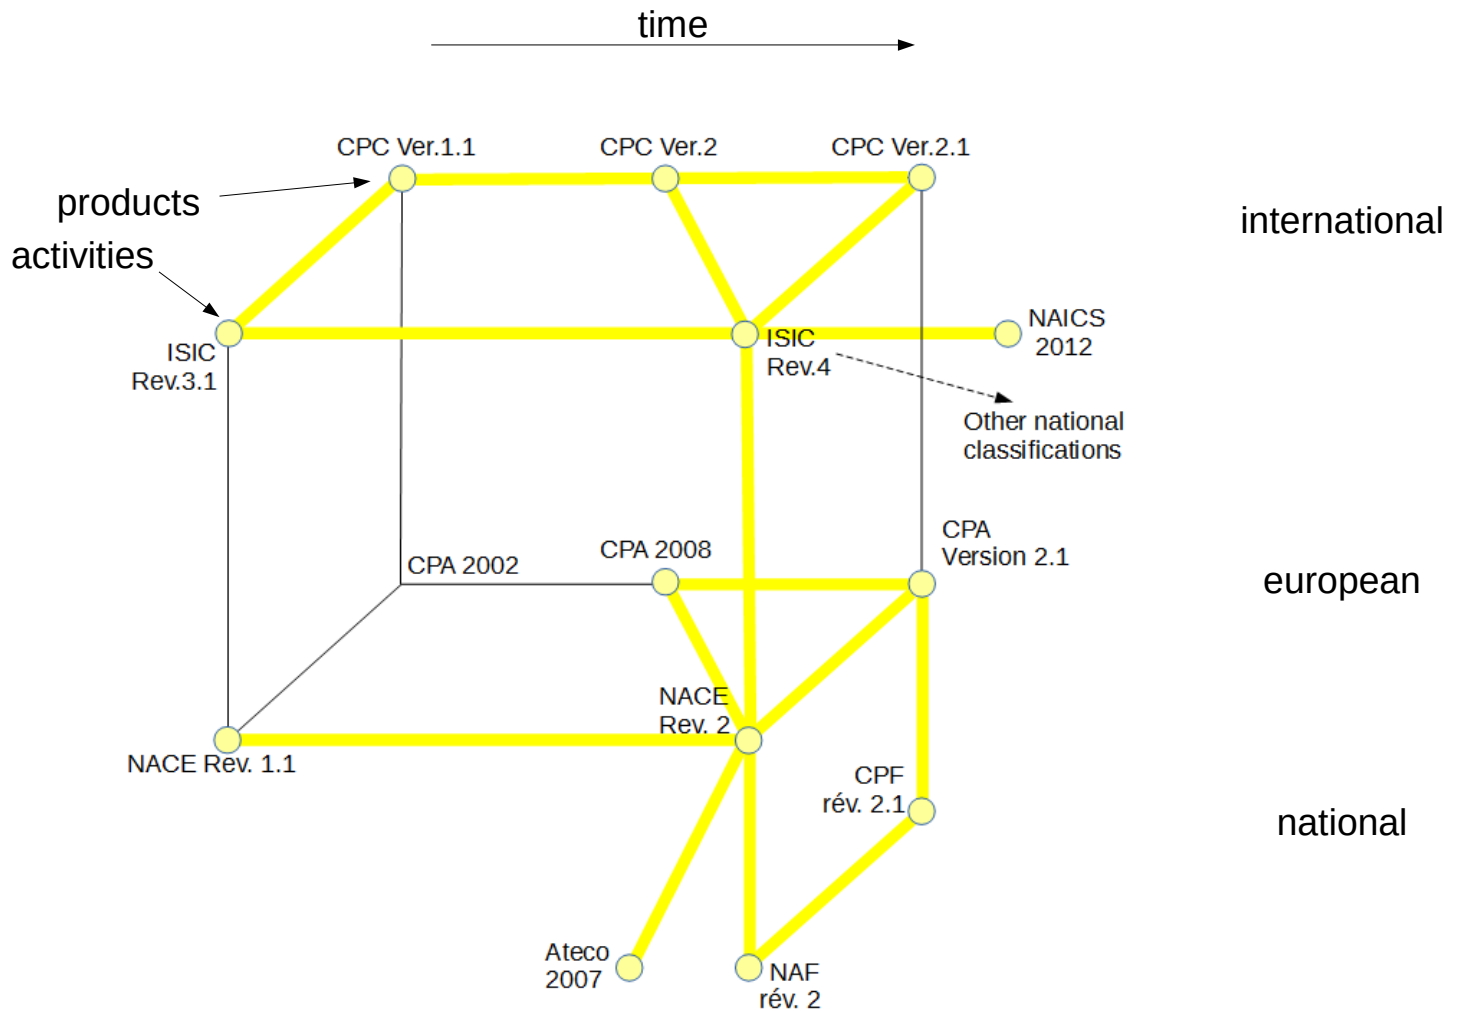 time
CPC Ver.1.1
CPC Ver.2
CPC Ver.2.1
products
international
activities
NAICS
2012
ISIC
Rev.3.1
ISIC
Rev.4
Other national
classifications
CPA
Version 2.1
CPA 2008
CPA 2002
european
NACE
Rev. 2
NACE Rev. 1.1
CPF
rév. 2.1
national
Ateco
2007
NAF
rév. 2